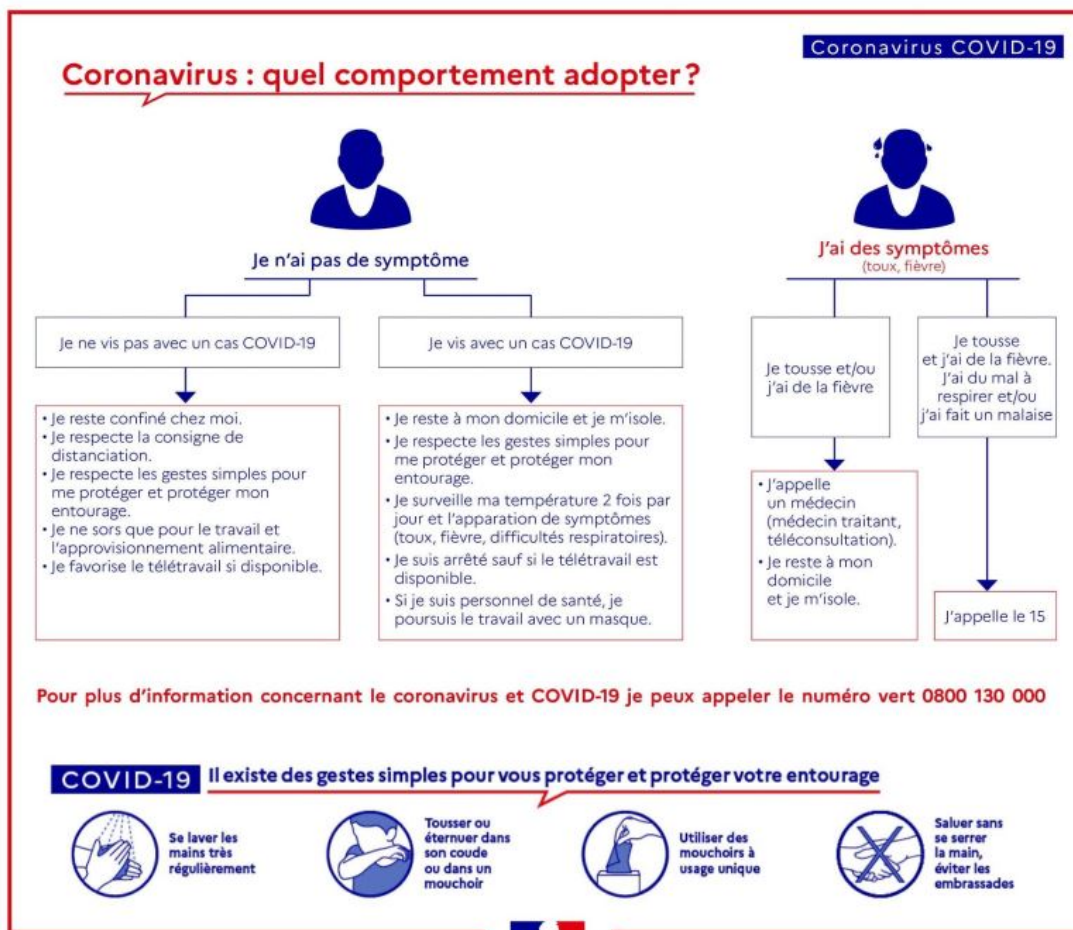 Coronavirus COVID-19
Coronavirus : quel comportement adopter ?
Je n'ai pas de symptôme
J'ai des symptômes
(toux, fièvre)
Je ne vis pas avec un cas COVID-19
Je vis avec un cas COVID-19
Je tousse et/ou
j'ai de la fièvre
Je tousse
et j'ai de la fièvre.
J'ai du mal à
respirer et/ou
j'ai fait un malaise
• Je reste confiné chez moi.
• Je respecte la consigne de
distanciation.
• Je respecte les gestes simples pour
me protéger et protéger mon
entourage.
• Je ne sors que pour le travail et
l'approvisionnement alimentaire.
• Je favorise le télétravail si disponible.
• Je reste à mon domicile et je m'isole.
• Je respecte les gestes simples pour
me protéger et protéger mon
entourage.
• Je surveille ma température 2 fois par
jour et l'apparation de symptômes
(toux, fièvre, difficultés respiratoires).
• Je suis arrêté sauf si le télétravail est
disponible.
• Si je suis personnel de santé, je
poursuis le travail avec un masque.
• J'appelle
un médecin
(médecin traitant,
téléconsultation).
• Je reste à mon
domicile
et je m'isole.
J'appelle le 15
Pour plus d'information concernant le coronavirus et COVID-19 je peux appeler le numéro vert 0800 130 000
COVID-19 Il existe des gestes simples pour vous protéger et protéger votre entourage
Se laver les
mains très
régulièrement
Tousser ou
éternuer dans
son coude
ou dans un
mouchoir
Utiliser des
mouchoirs à
usage unique
Saluer sans
se serrer
la main,
éviter les
embrassades